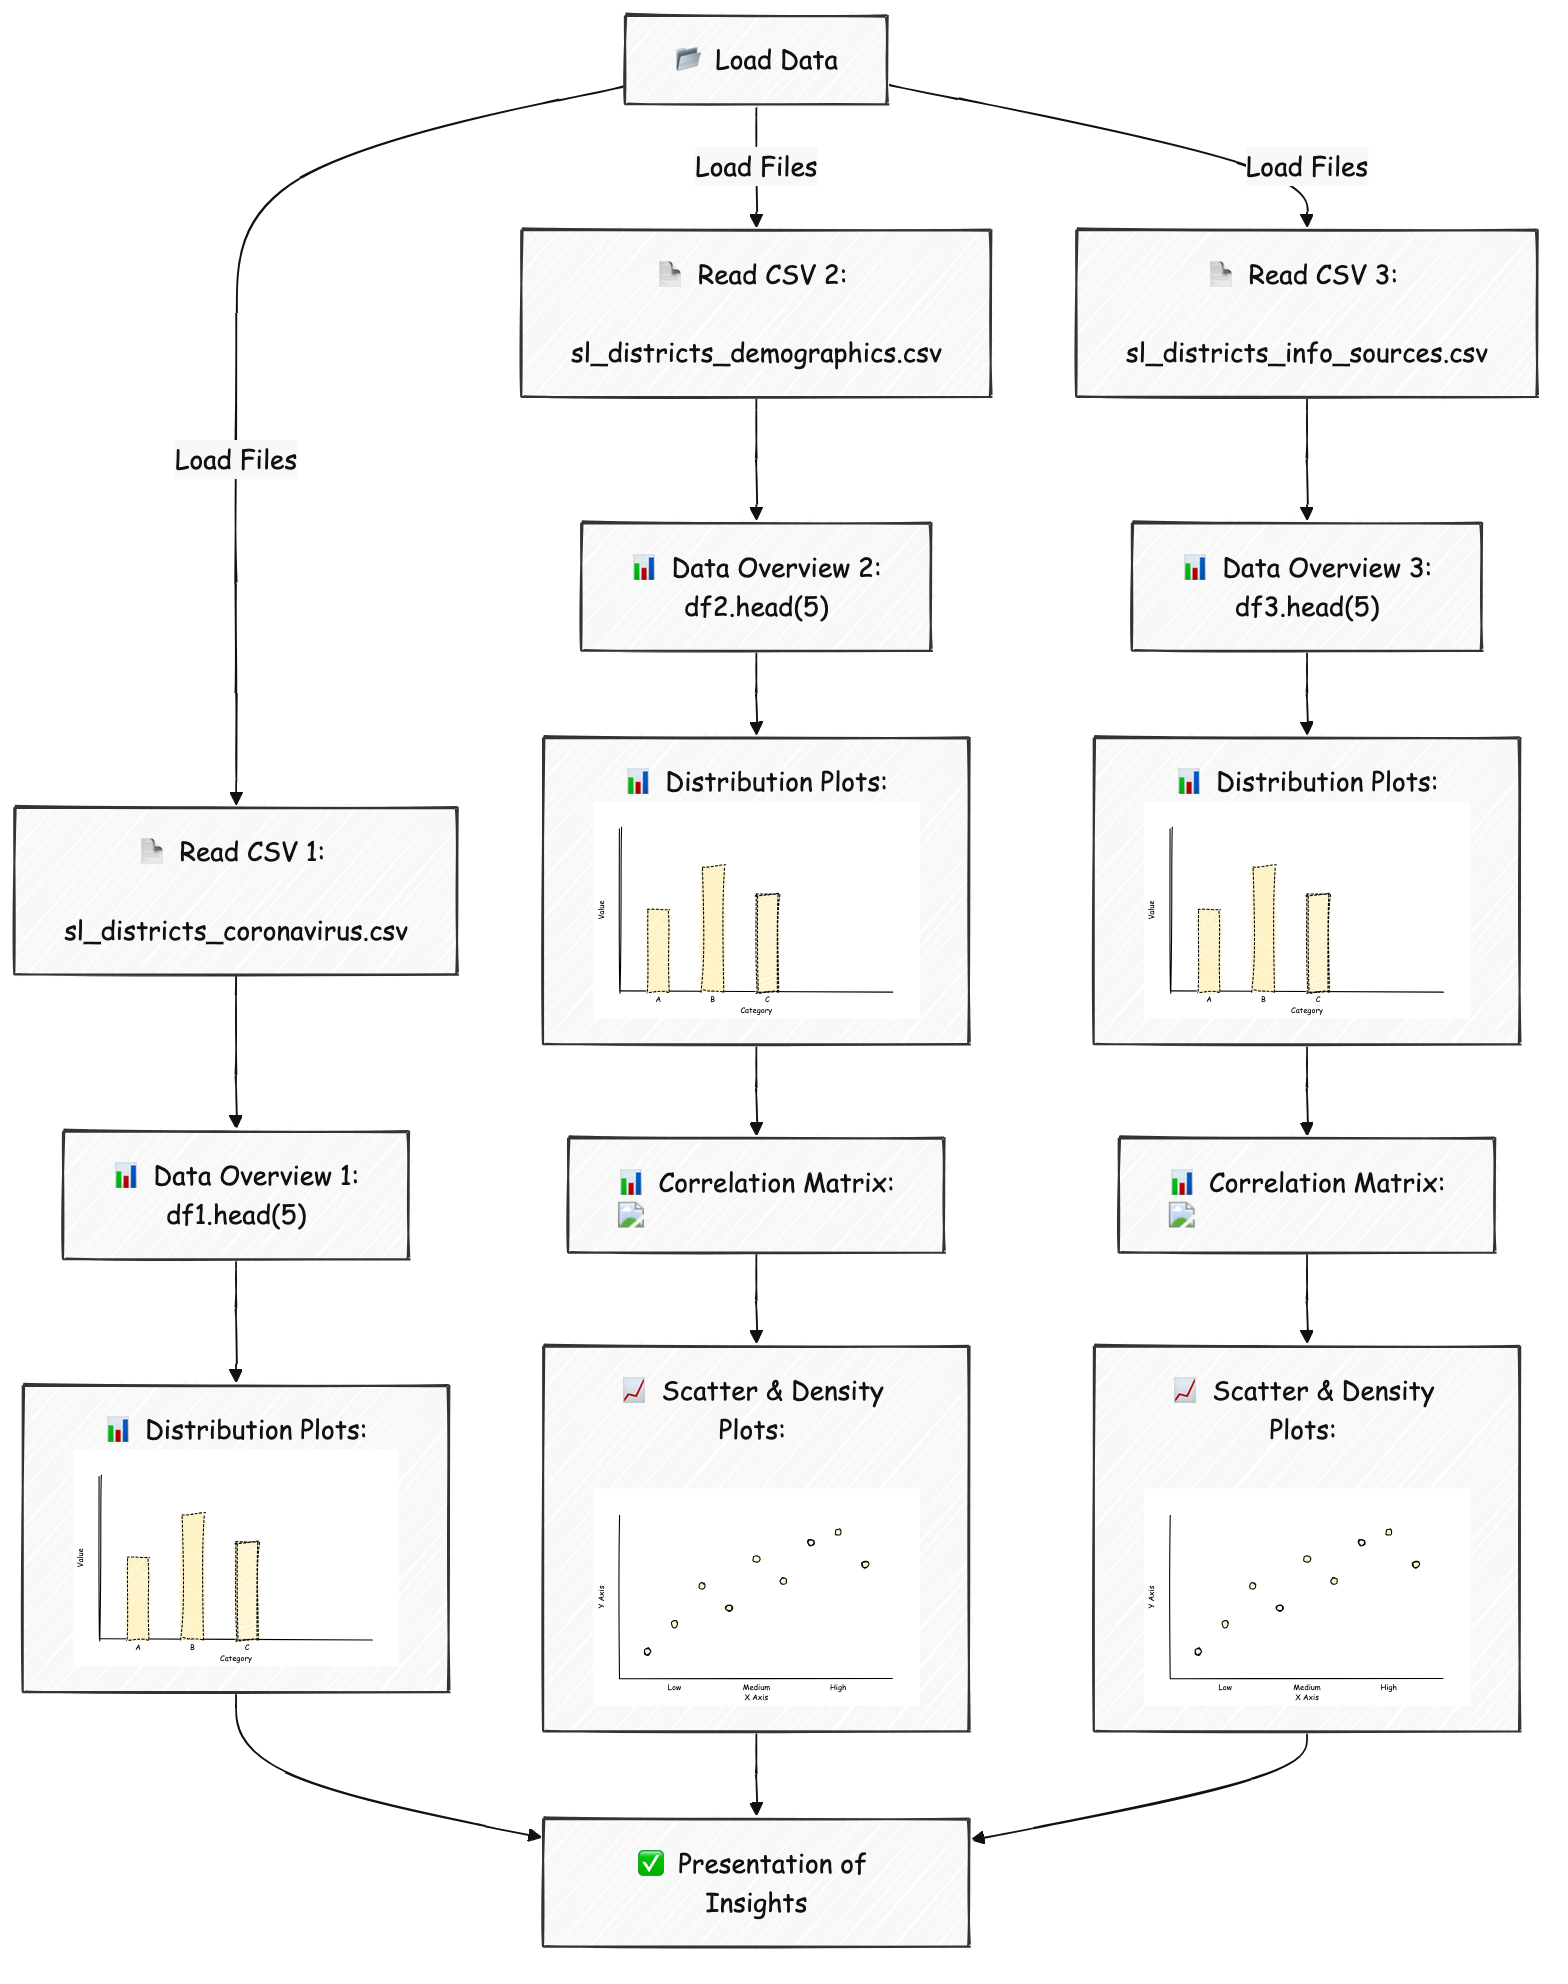 Load Data
Load Files
Load Files
Read CSV 2:
sl_districts_demographics.csv
Read CSV 3:
sl_districts_info_sources.csv
Load Files
Data Overview 2:
df2.head(5)
Data Overview 3:
df3.head(5)
Read CSV 1:
sl_districts_coronavirus.csv
Distribution Plots:
Value
A B C
Category
Distribution Plots:
Value
A B C
Category
Data Overview 1:
df1.head(5)
Correlation Matrix:
Correlation Matrix:
Distribution Plots:
Value
A B C
Category
Scatter & Density
Plots:
Y Axis
Low Medium High
X Axis
Scatter & Density
Plots:
Y Axis
Low Medium High
X Axis
Presentation of
Insights